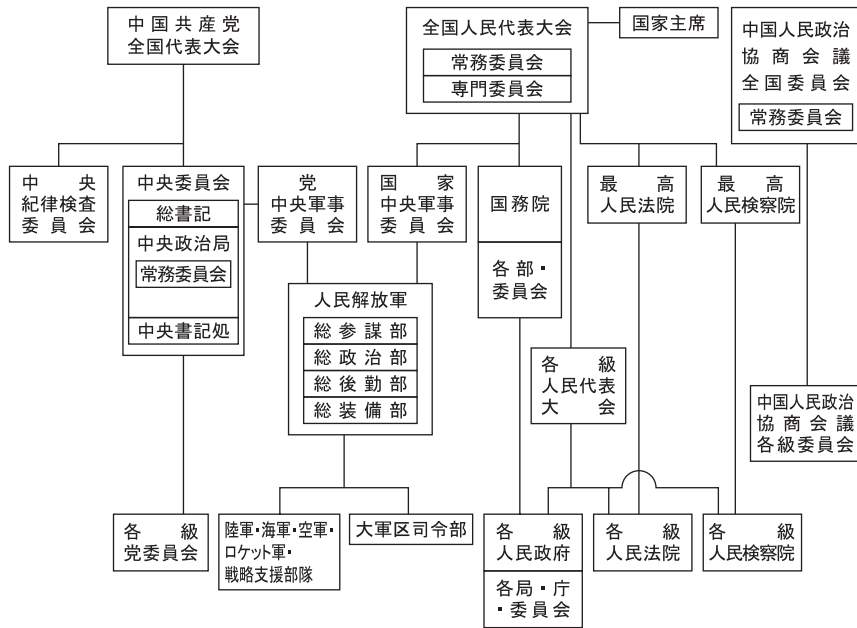 中国共産党
全国代表大会
全国人民代表大会
常務委員会
専門委員会
国家主席
中国人民政治
協商会議
全国委員会
常務委員会
中央
紀律検査
委員会
中央委員会
総書記
中央政治局
常務委員会
中央書記処
党
中央軍事
委員会
国家
中央軍事
委員会
国務院
各部・
委員会
最高
人民法院
最高
人民検察院
人民解放軍
総参謀部
総政治部
総後勤部
総装備部
各級
人民代表
大会
中国人民政治
協商会議
各級委員会
各級
党委員会
陸軍・海軍・空軍・
ロケット軍・
戦略支援部隊
大軍区司令部
各級
人民政府
各局・庁
・委員会
各級
人民法院
各級
人民検察院